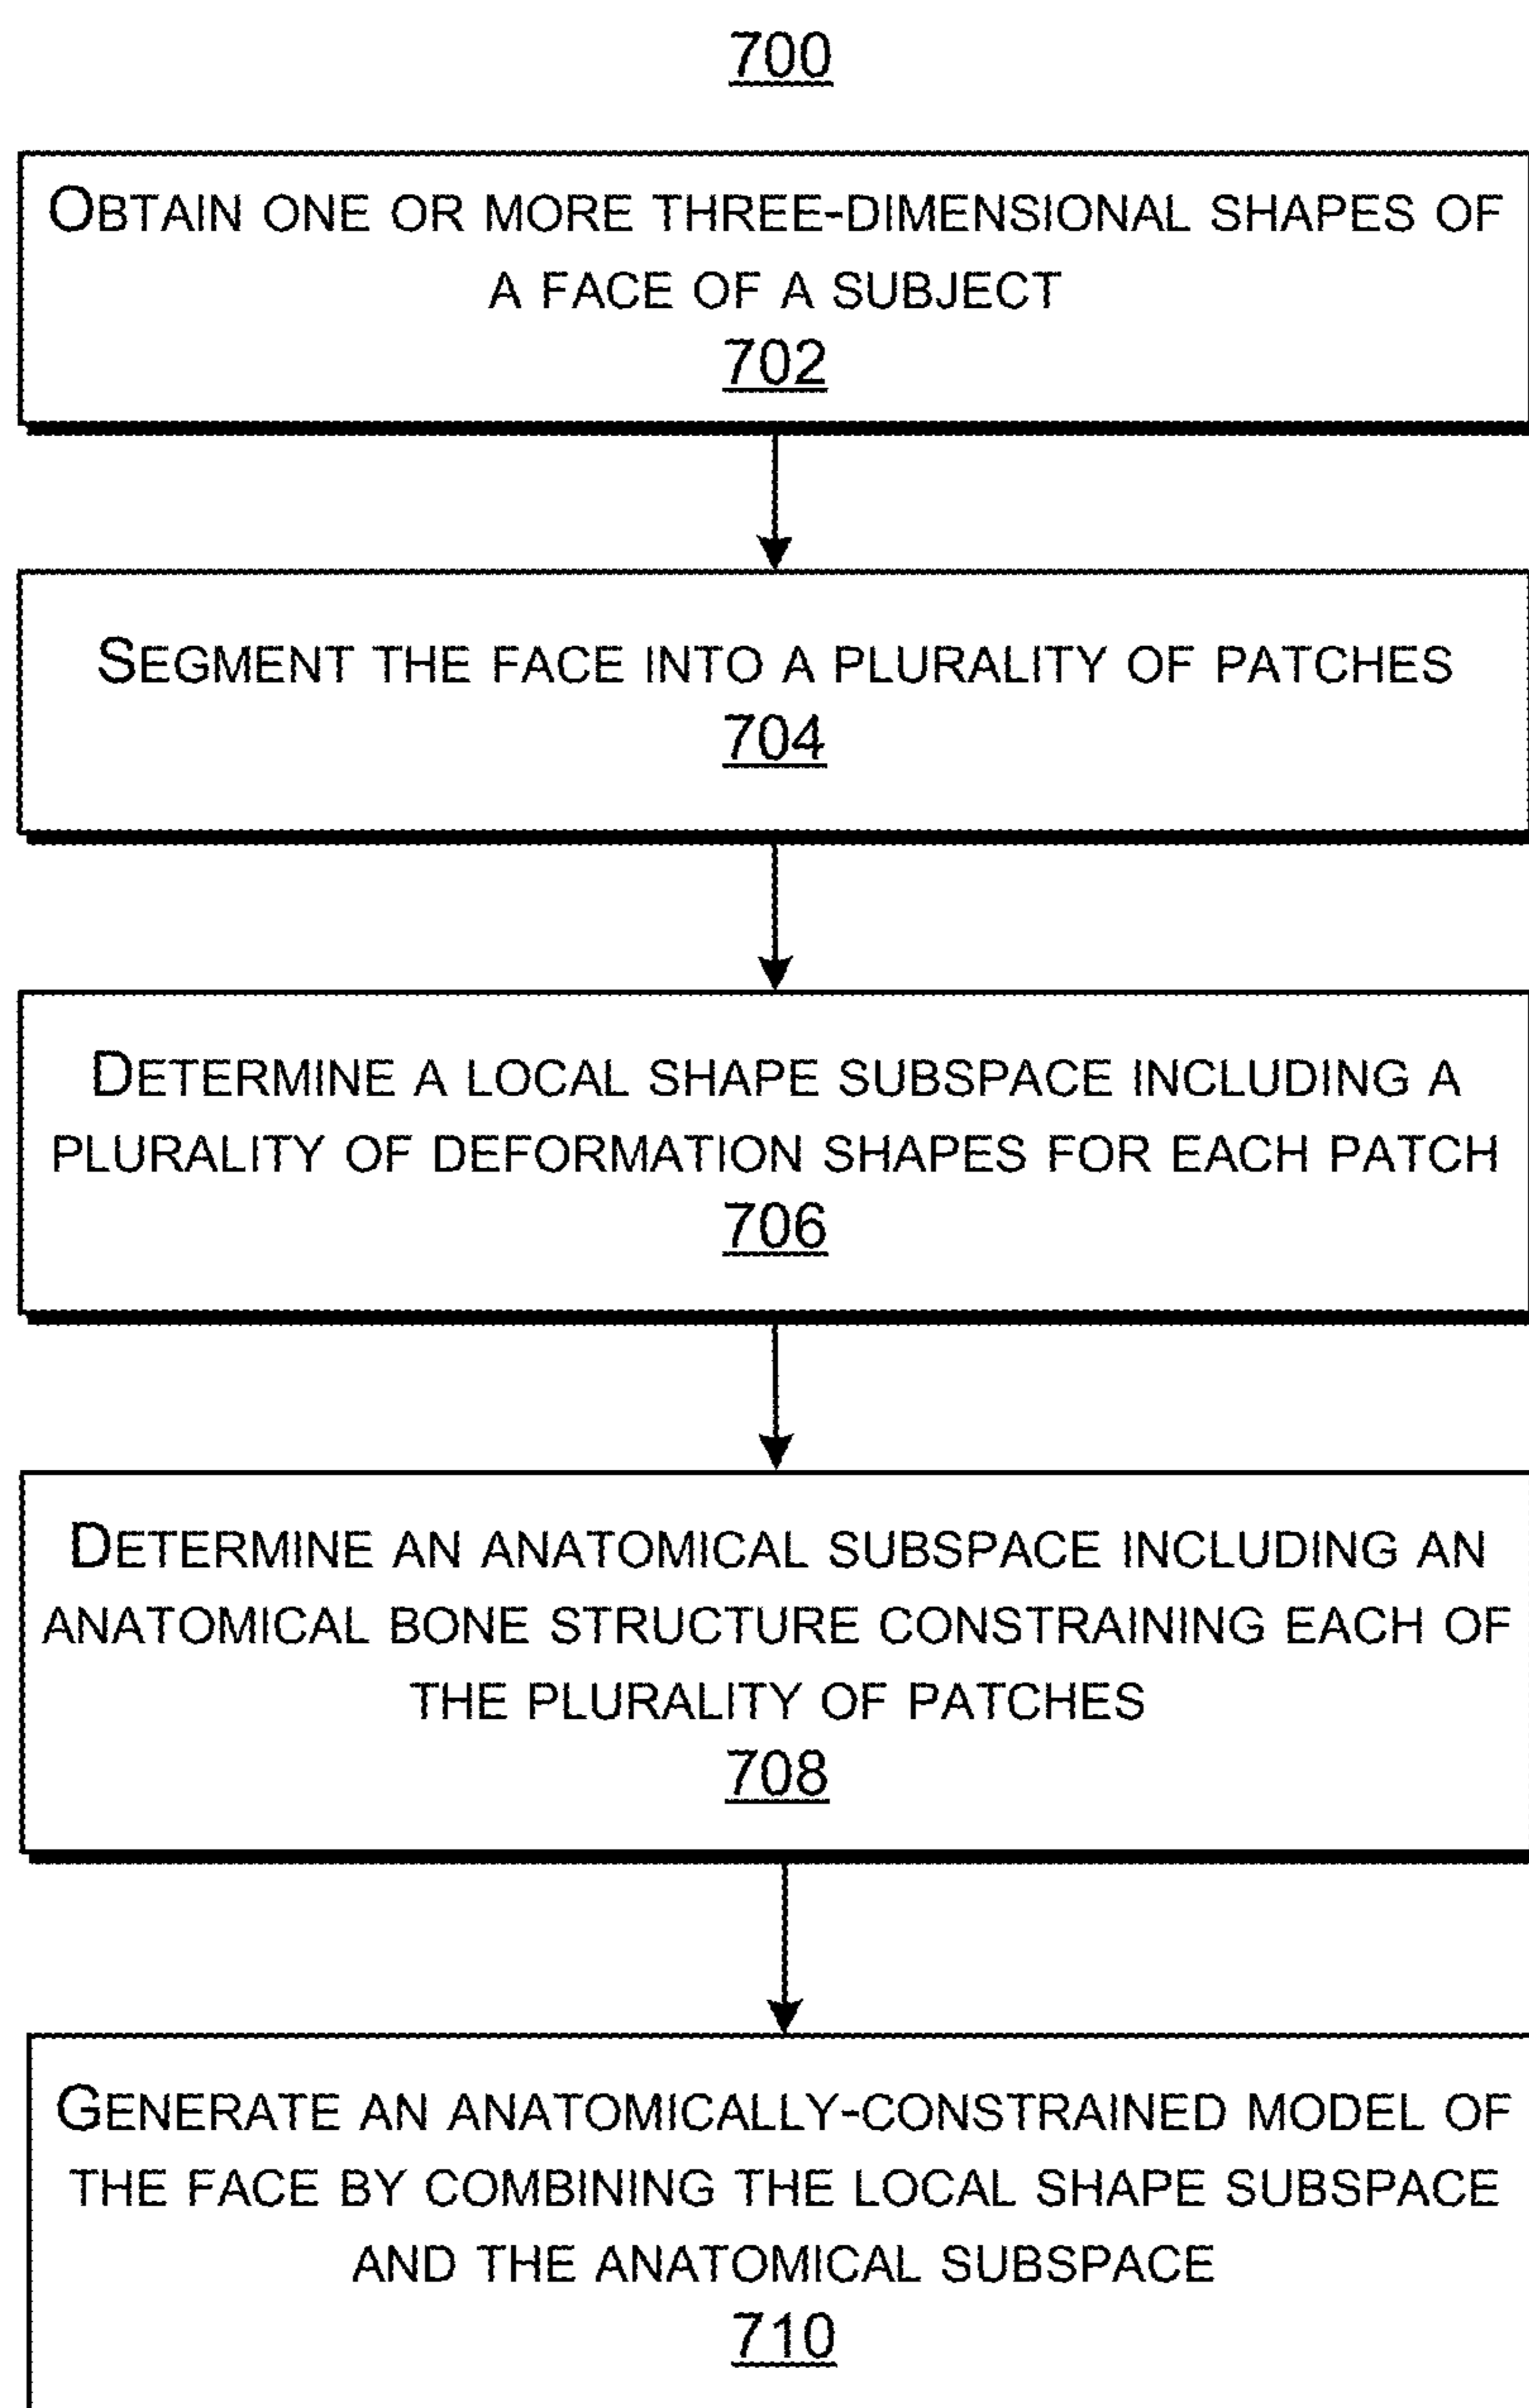 700
OBTAIN ONE OR MORE THREE-DIMENSIONAL SHAPES OF
A FACE OF A SUBJECT
702
SEGMENT THE FACE INTO A PLURALITY OF PATCHES
704
DETERMINE A LOCAL SHAPE SUBSPACE INCLUDING A
PLURALITY OF DEFORMATION SHAPES FOR EACH PATCH
706
DETERMINE AN ANATOMICAL SUBSPACE INCLUDING AN
ANATOMICAL BONE STRUCTURE CONSTRAINING EACH OF
THE PLURALITY OF PATCHES
708
GENERATE AN ANATOMICALLY-CONSTRAINED MODEL OF
THE FACE BY COMBINING THE LOCAL SHAPE SUBSPACE
AND THE ANATOMICAL SUBSPACE
710